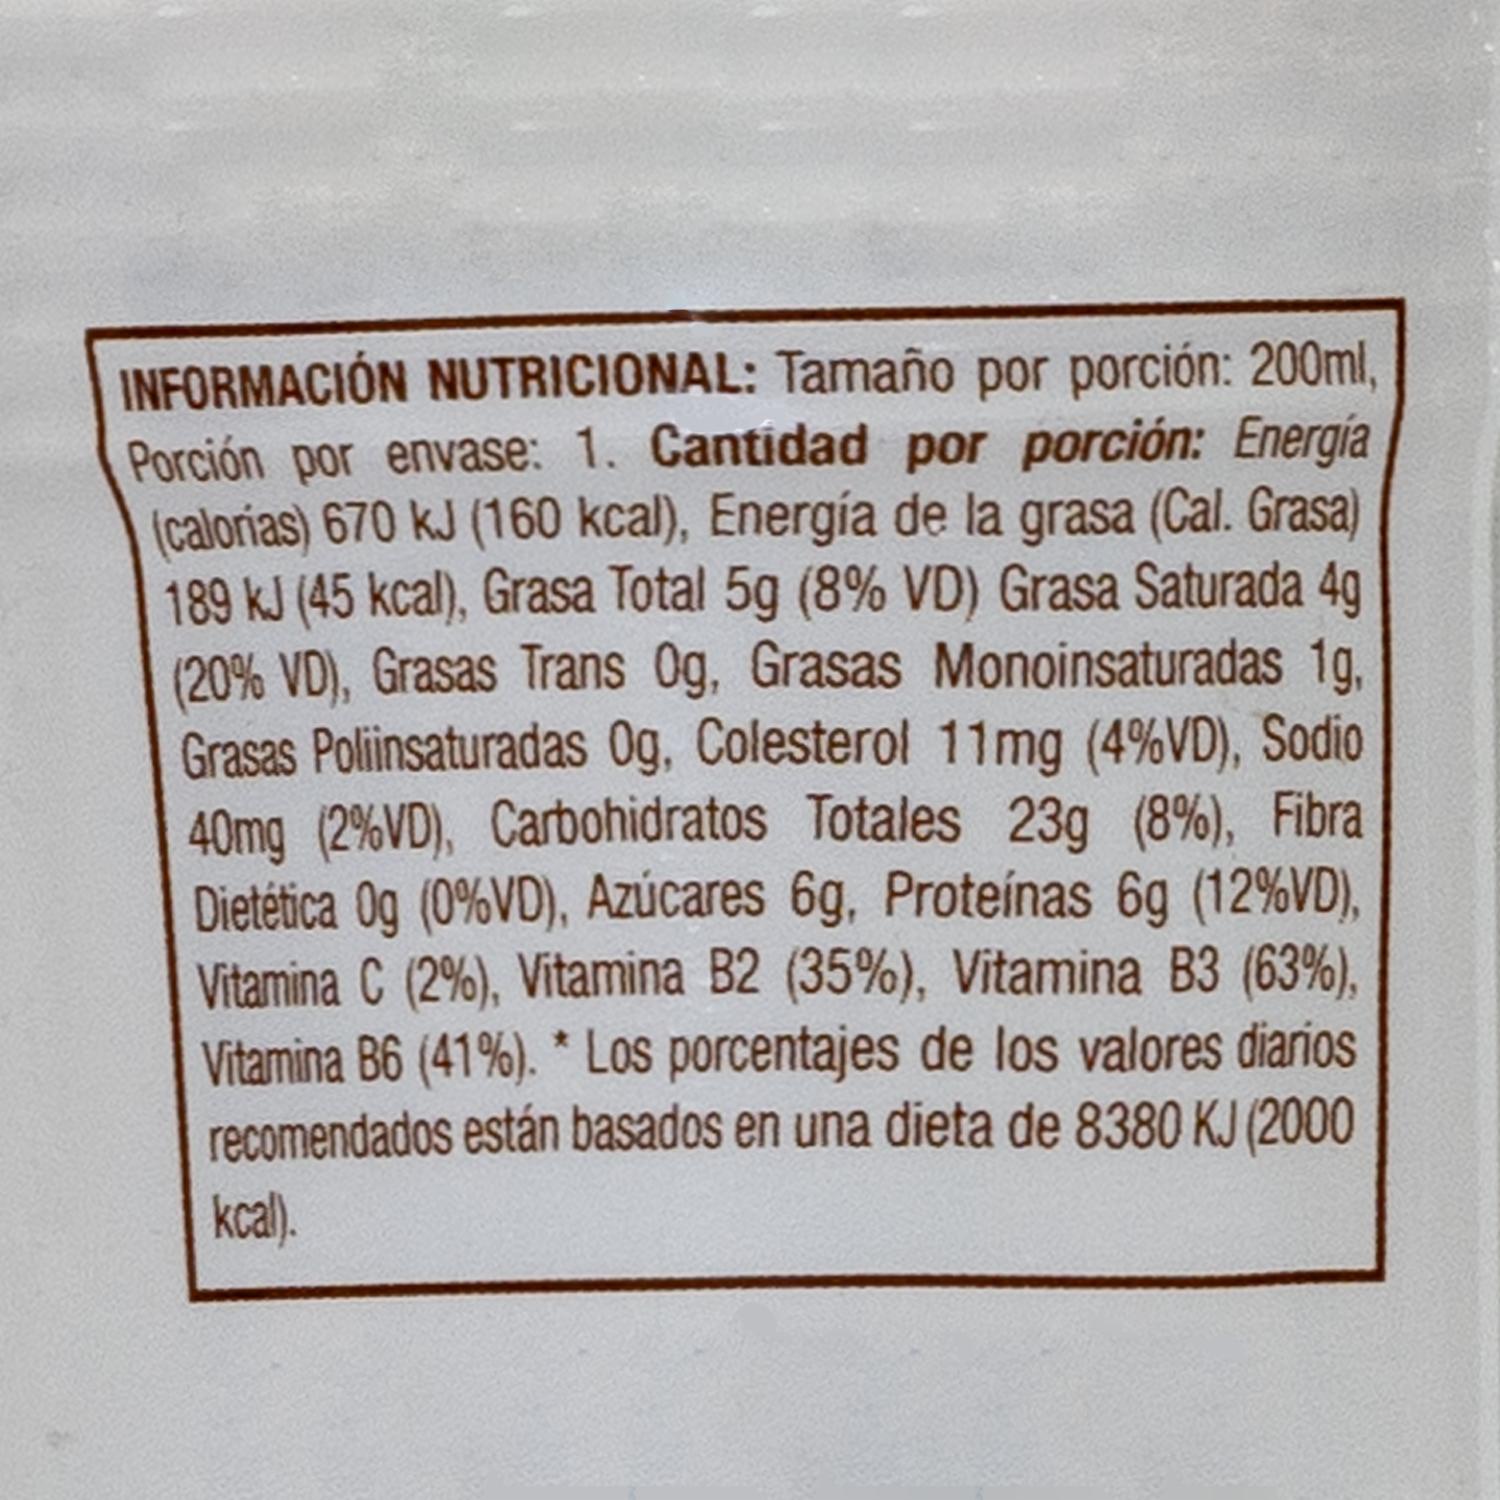 INFORMACIÓN NUTRICIONAL: Tamaño por porción: 200ml,
Porción por envase: 1. Cantidad por porción: Energía
(calorías) 670 kJ (160 kcal), Energía de la grasa (Cal. Grasa)
189 kJ (45 kcal), Grasa Total 5g (8% VD) Grasa Saturada 4g
(20% VD), Grasas Trans 0g, Grasas Monoinsaturadas 1g,
Grasas Poliinsaturadas 0g, Colesterol 11mg (4%VD), Sodio
40mg (2%VD), Carbohidratos Totales 23g (8%), Fibra
Dietética 0g (0%VD), Azúcares 6g, Proteínas 6g (12%VD),
Vitamina C (2%), Vitamina B2 (35%), Vitamina B3 (63%),
Vitamina B6 (41%). * Los porcentajes de los valores diarios
recomendados están basados en una dieta de 8380 KJ (2000
kcal).